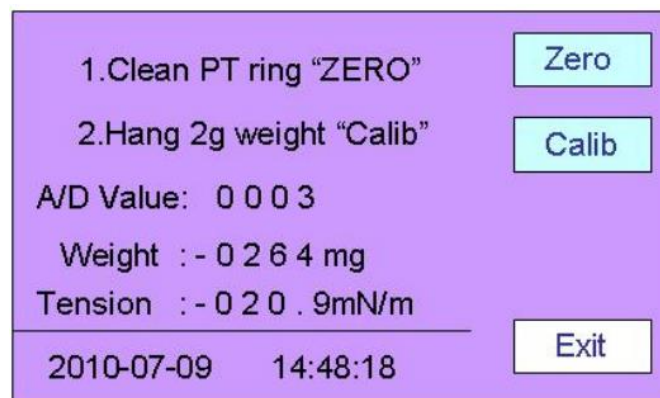 1.Clean PT ring “ZERO”
Zero
2.Hang 2g weight “Calib”
Calib
A/D Value: 0 0 0 3
Weight : - 0 2 6 4 mg
Tension : - 0 2 0 . 9mN/m
Exit
2010-07-09 14:48:18